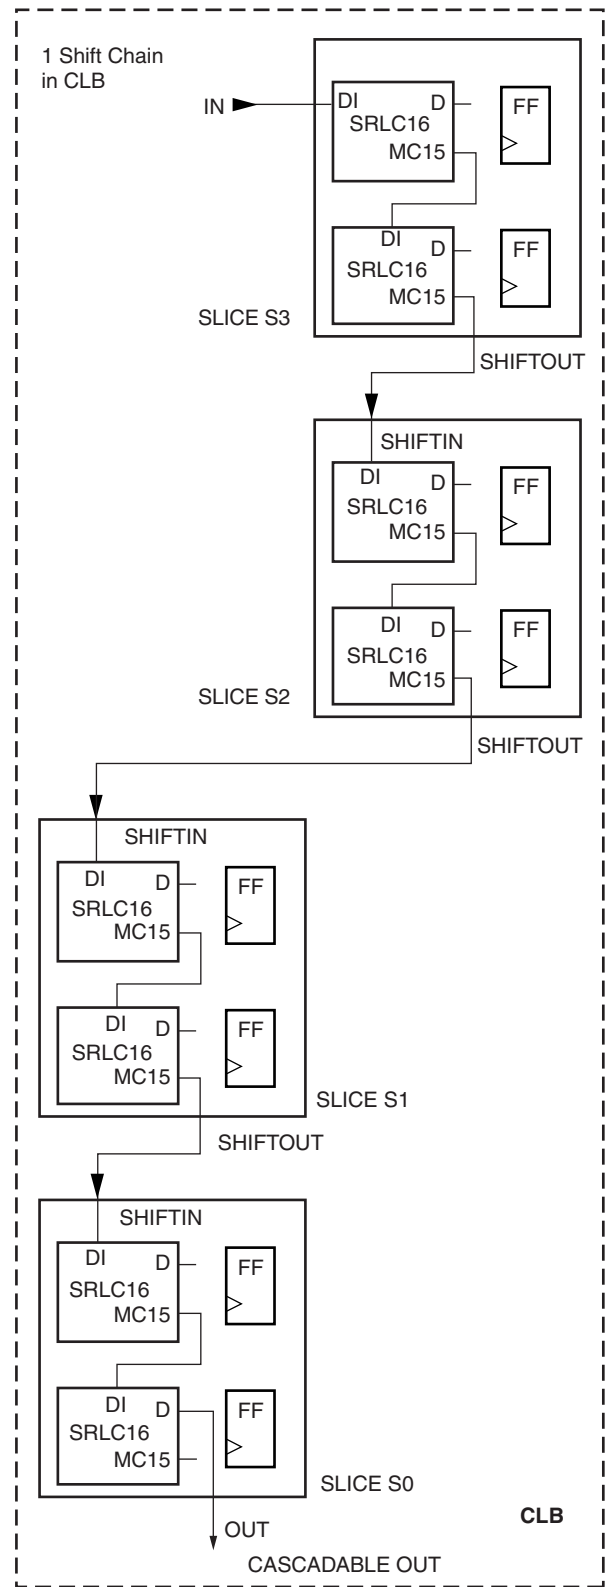 1 Shift Chain
in CLB
IN
DI
D
SRLC16
MC15
FF
DI
D
SRLC16
MC15
FF
SLICE S3
SHIFTOUT
SHIFTIN
DI
D
SRLC16
MC15
FF
DI
D
SRLC16
MC15
FF
SLICE S2
SHIFTOUT
SHIFTIN
DI
D
SRLC16
MC15
FF
DI
D
SRLC16
MC15
FF
SLICE S1
SHIFTOUT
SHIFTIN
DI
D
SRLC16
MC15
FF
DI
D
SRLC16
MC15
FF
SLICE S0
CLB
OUT
CASCADABLE OUT